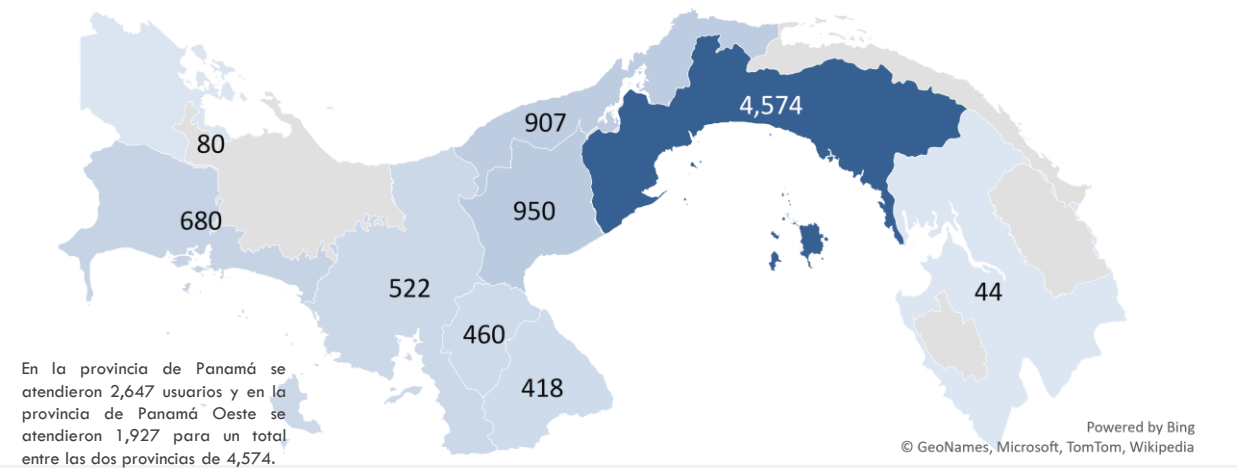 4,574
907
80
950
680
522
44
460
418
En la provincia de Panamá se
atendieron 2,647 usuarios y en la
provincia de Panamá Oeste se
atendieron 1,927 para un total
entre las dos provincias de 4,574.
Powered by Bing
© GeoNames, Microsoft, TomTom, Wikipedia